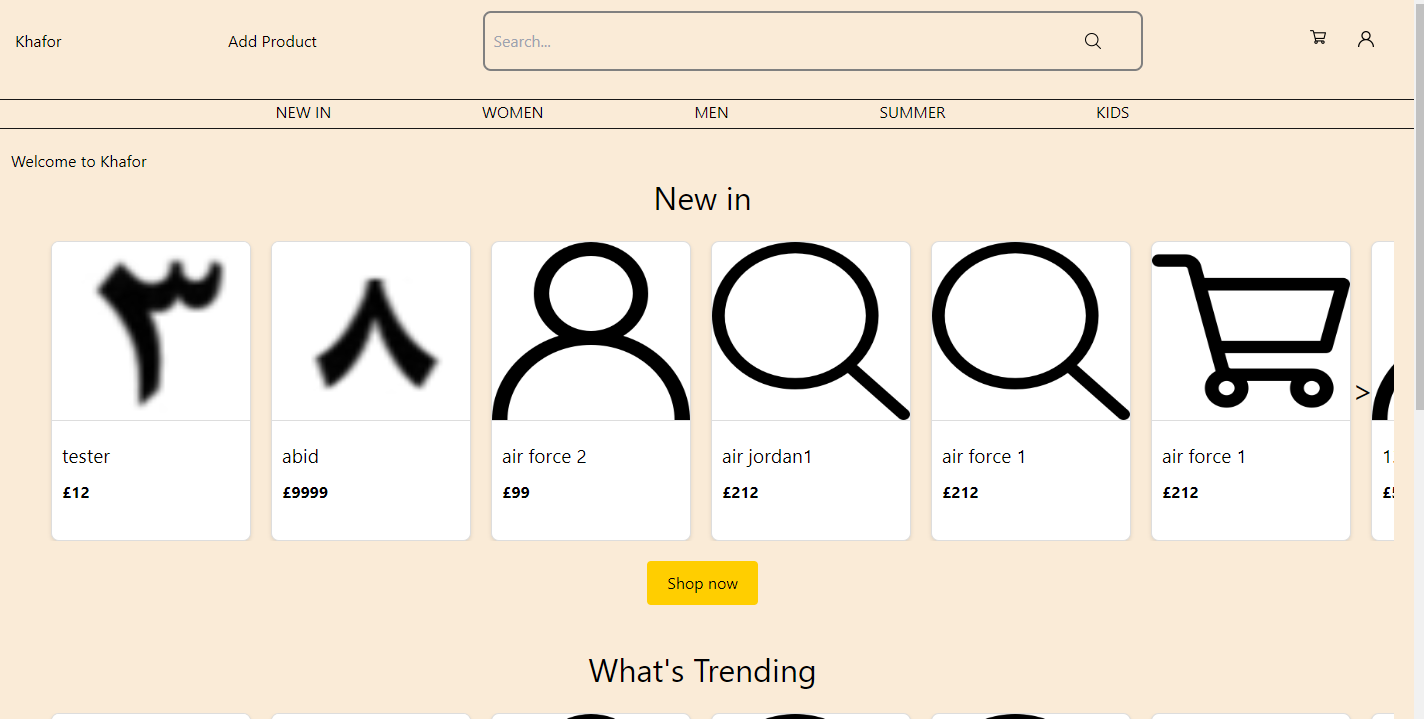 Khafor
Add Product
Search...
NEW IN
WOMEN
MEN
SUMMER
KIDS
Welcome to Khafor
New in
٣
٨
>
tester
abid
air force 2
air jordan1
air force 1
air force 1
£12
£9999
£99
£212
£212
£212
Shop now
What's Trending